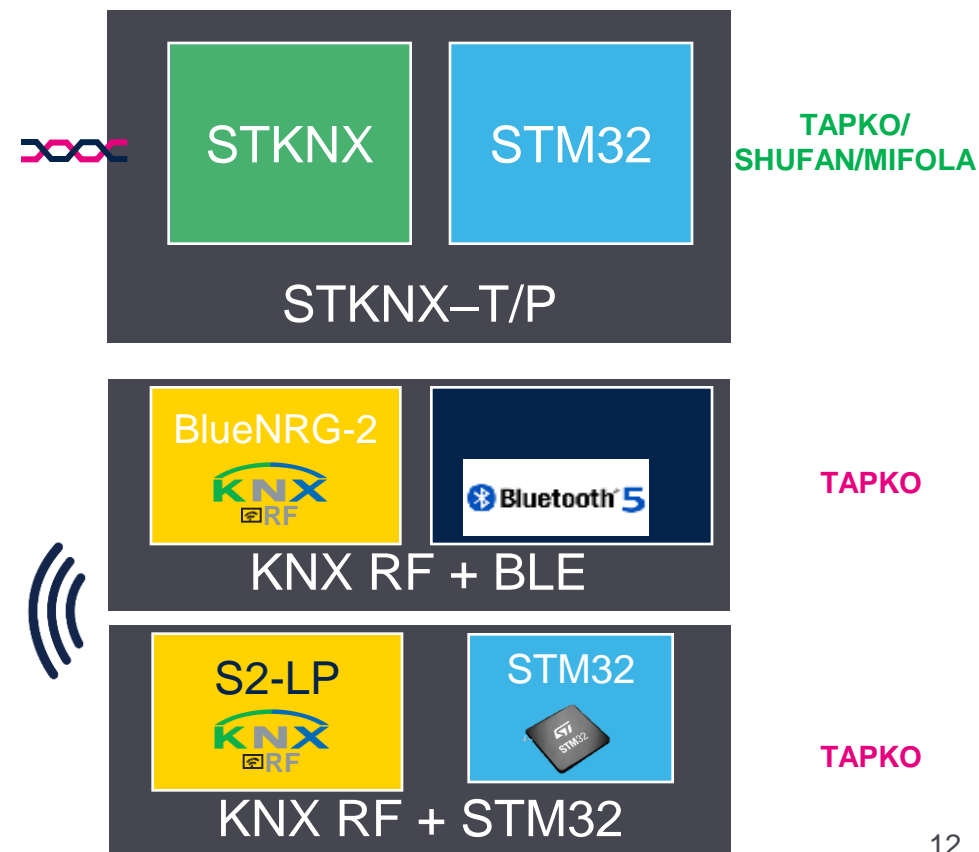 STKNX
STM32
TAPKO/
SHUFAN/MIFOLA
STKNX–T/P
BlueNRG-2
KNX
RF
Bluetooth 5
TAPKO
KNX RF + BLE
S2-LP
KNX
RF
STM32
STM32
TAPKO
KNX RF + STM32
12